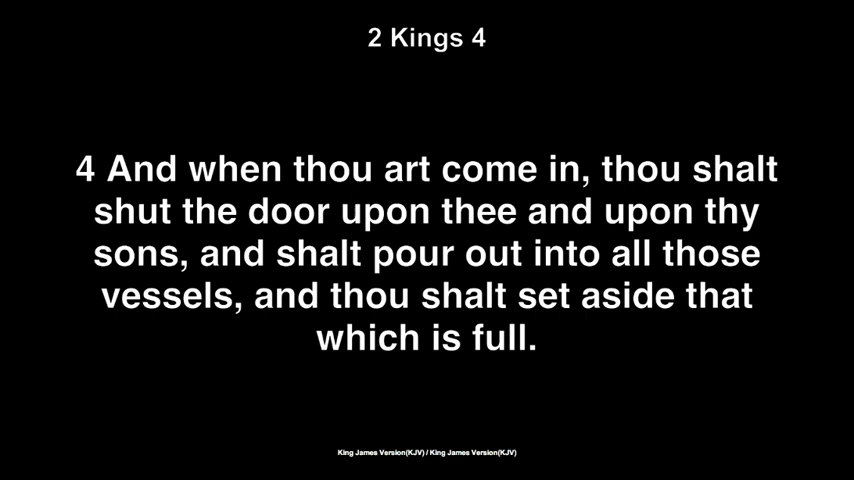 2 Kings 4
4 And when thou art come in, thou shalt
shut the door upon thee and upon thy
sons, and shalt pour out into all those
vessels, and thou shalt set aside that
which is full.
King James Version(KJV) / King James Version(KJV)